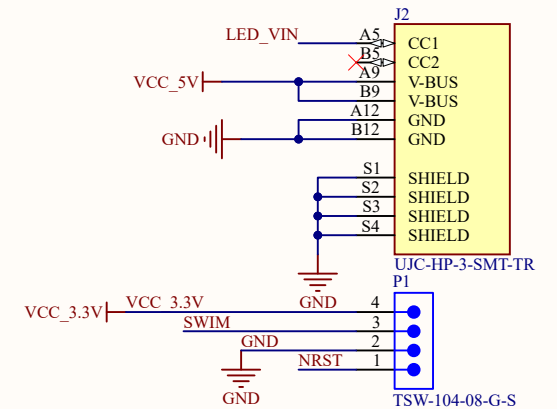 J2
LED_VIN A5 CC1
B5 CC2
VCC_5V A9 V-BUS
B9 V-BUS
A12 GND
GND B12 GND
S1 SHIELD
S2 SHIELD
S3 SHIELD
S4 SHIELD
UJC-HP-3-SMT-TR
GND
P1
VCC_3.3V VCC_3.3V 4
SWIM 3
GND 2
NRST 1
GND
TSW-104-08-G-S